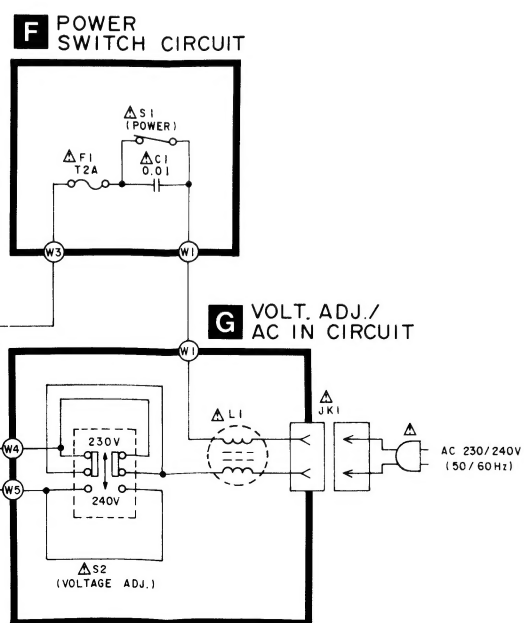 F POWER
SWITCH CIRCUIT
S1
(POWER)
F1
T2A
C1
0.01
W3
W1
G VOLT. ADJ./
AC IN CIRCUIT
W1
L1
JK1
W4
230V
AC 230/240V
(50/60Hz)
W5
240V
S2
(VOLTAGE ADJ.)